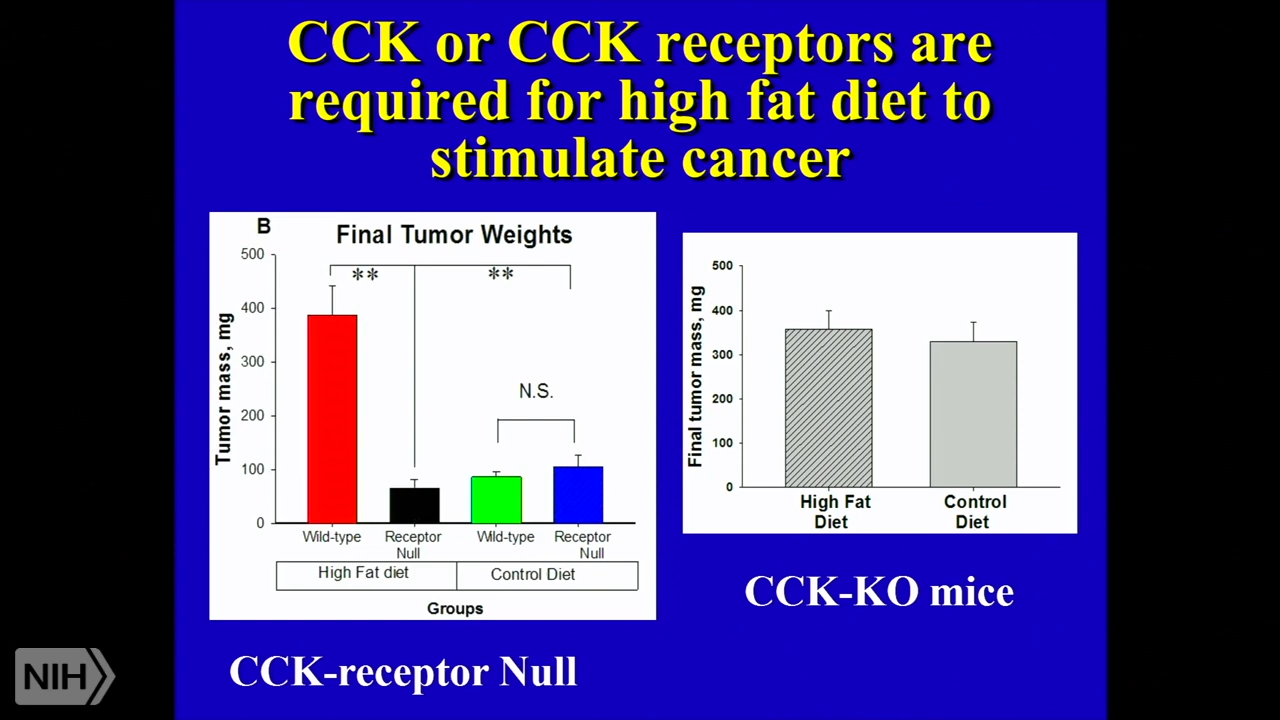 CCK or CCK receptors are
required for high fat diet to
stimulate cancer
B
Final Tumor Weights
Tumor mass, mg
500
400
300
200
100
0
**
**
N.S.
Wild-type
Receptor
Null
Wild-type
Receptor
Null
High Fat diet
Control Diet
Groups
CCK-receptor Null
Final tumor mass, mg
500
400
300
200
100
0
High Fat
Diet
Control
Diet
CCK-KO mice
NIH